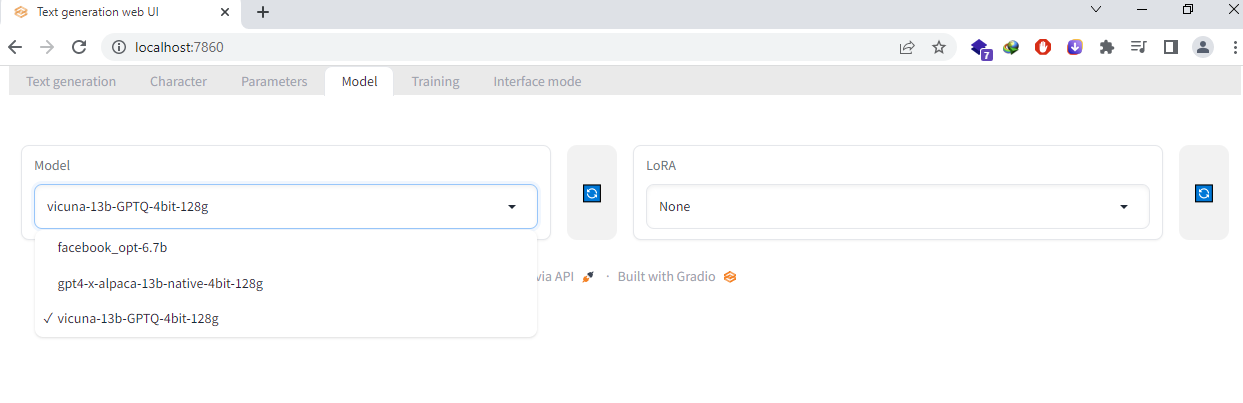 Text generation web UI
localhost:7860
7
Text generation Character Parameters Model Training Interface mode
Model
vicuna-13b-GPTQ-4bit-128g
facebook_opt-6.7b
gpt4-x-alpaca-13b-native-4bit-128g
✓ vicuna-13b-GPTQ-4bit-128g
LoRA
None
via API · Built with Gradio